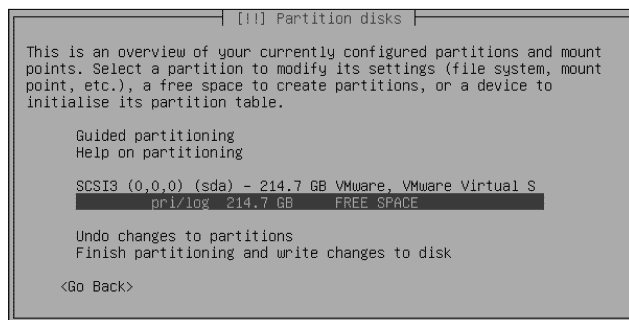 [!!] Partition disks
This is an overview of your currently configured partitions and mount
points. Select a partition to modify its settings (file system, mount
point, etc.), a free space to create partitions, or a device to
initialise its partition table.
Guided partitioning
Help on partitioning
SCSI3 (0,0,0) (sda) – 214.7 GB VMware, VMware Virtual S
pri/log 214.7 GB FREE SPACE
Undo changes to partitions
Finish partitioning and write changes to disk
<Go Back>